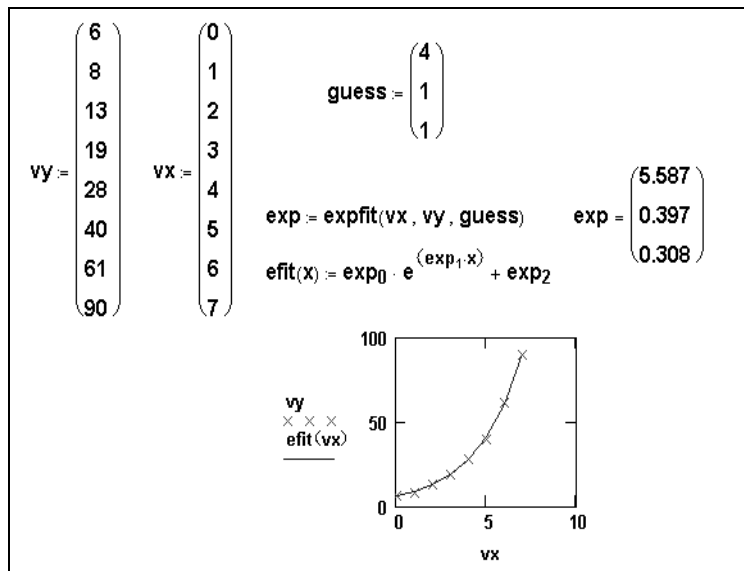 vy := (6 8 13 19 28 40 61 90)
vx := (0 1 2 3 4 5 6 7)
guess := (4 1 1)
exp := expfit(vx , vy , guess)
exp = (5.587 0.397 0.308)
efit(x) := exp₀ · e^(exp₁·x) + exp₂
vy
efit(vx)
100
50
0
0 5 10
vx